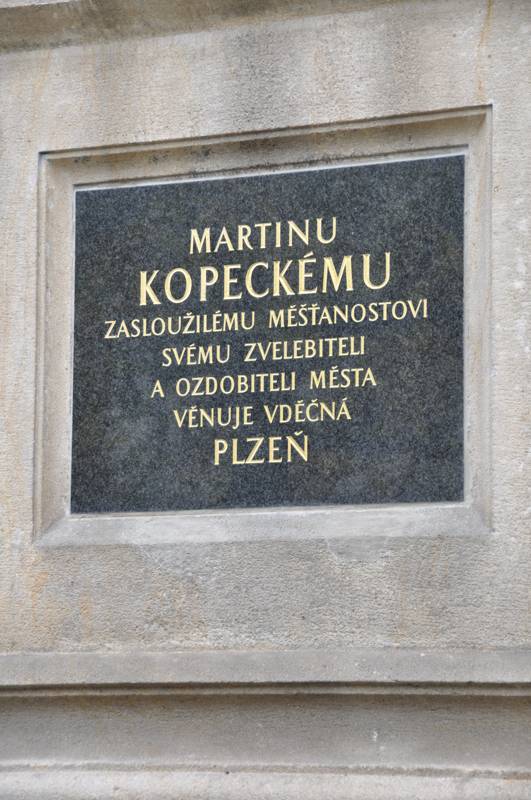 MARTINU
KOPECKÉMU
ZASLOUŽILÉMU MĚŠŤANOSTOVI
SVÉMU ZVELEBITELI
A OZDOBITELI MĚSTA
VĚNUJE VDĚČNÁ
PLZEŇ